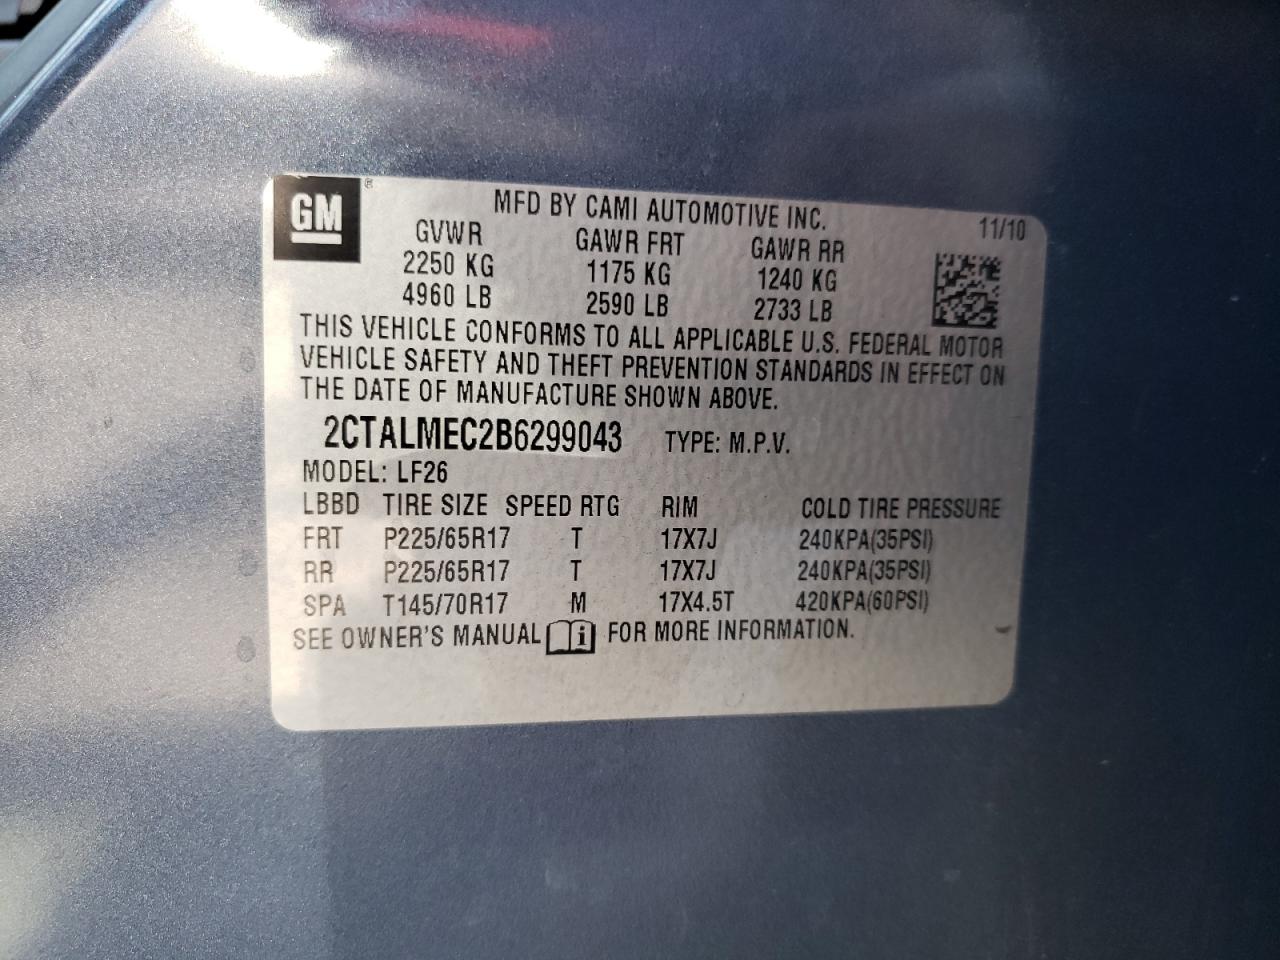 GM®
MFD BY CAMI AUTOMOTIVE INC. 11/10
GVWR GAWR FRT GAWR RR
2250 KG 1175 KG 1240 KG
4960 LB 2590 LB 2733 LB
THIS VEHICLE CONFORMS TO ALL APPLICABLE U.S. FEDERAL MOTOR
VEHICLE SAFETY AND THEFT PREVENTION STANDARDS IN EFFECT ON
THE DATE OF MANUFACTURE SHOWN ABOVE.
2CTALMEC2B6299043 TYPE: M.P.V.
MODEL: LF26
LBBD TIRE SIZE SPEED RTG RIM COLD TIRE PRESSURE
FRT P225/65R17 T 17X7J 240KPA(35PSI)
RR P225/65R17 T 17X7J 240KPA(35PSI)
SPA T145/70R17 M 17X4.5T 420KPA(60PSI)
SEE OWNER'S MANUAL i FOR MORE INFORMATION.